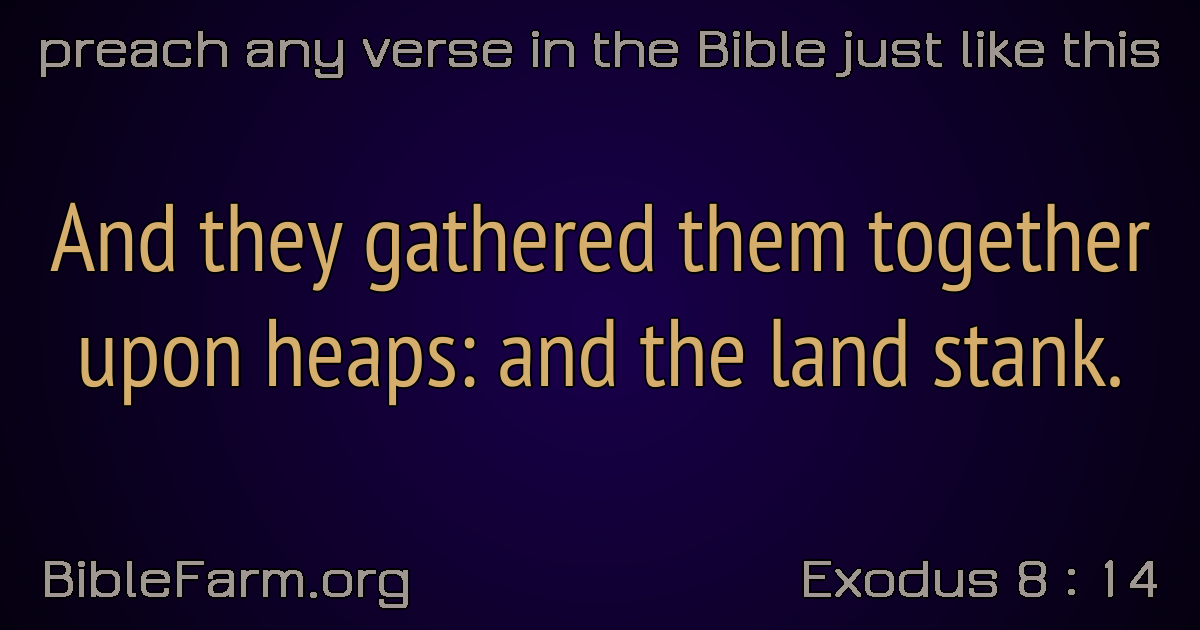 preach any verse in the Bible just like this
And they gathered them together
upon heaps: and the land stank.
BibleFarm.org
Exodus 8 : 14